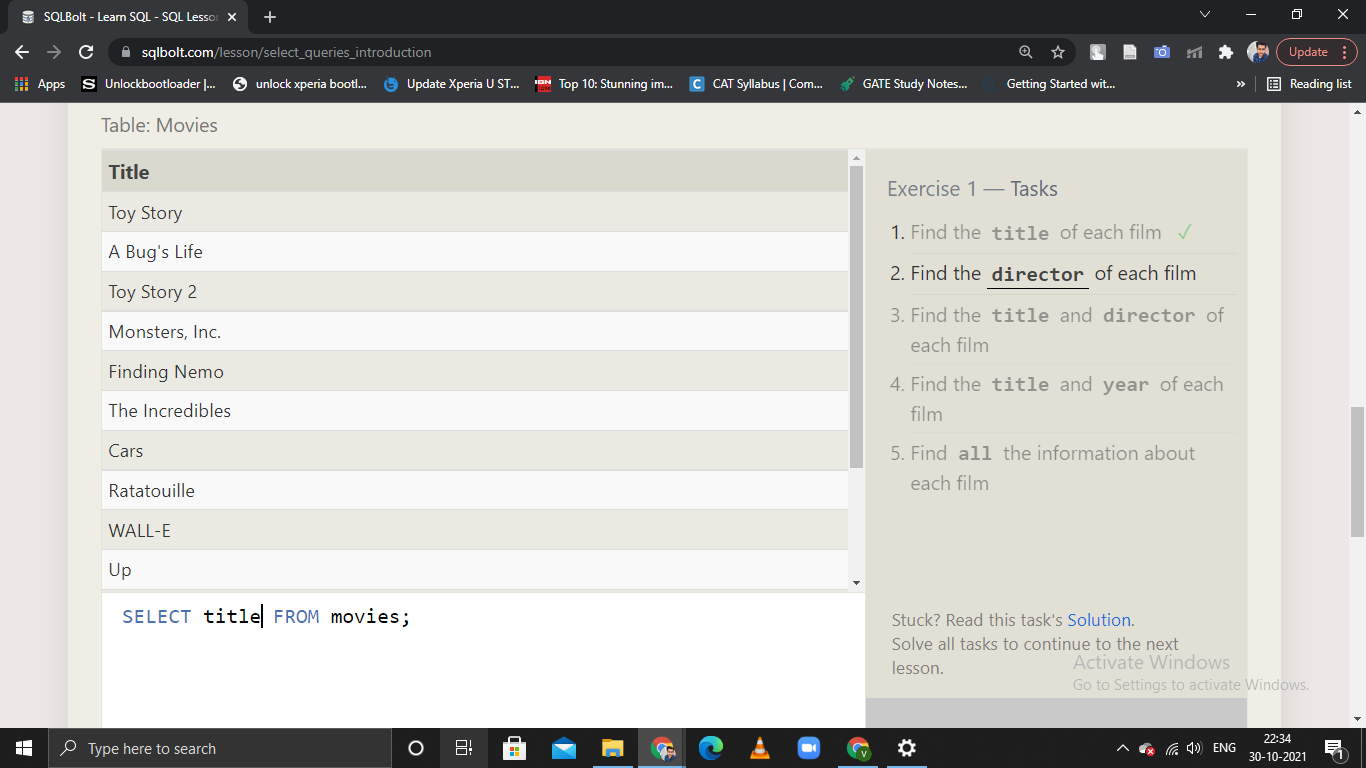 SQLBolt - Learn SQL - SQL Lesson
sqlbolt.com/lesson/select_queries_introduction
Update
Apps
Unlockbootloader |...
unlock xperia bootl...
Update Xperia U ST...
Top 10: Stunning im...
CAT Syllabus | Com...
GATE Study Notes...
Getting Started wit...
»
Reading list
Table: Movies
Title
Toy Story
A Bug's Life
Toy Story 2
Monsters, Inc.
Finding Nemo
The Incredibles
Cars
Ratatouille
WALL-E
Up
SELECT title FROM movies;
Exercise 1 — Tasks
1. Find the title of each film ✓
2. Find the director of each film
3. Find the title and director of
each film
4. Find the title and year of each
film
5. Find all the information about
each film
Stuck? Read this task's Solution.
Solve all tasks to continue to the next
lesson.
Activate Windows
Go to Settings to activate Windows.
Type here to search
ENG
22:34
30-10-2021
1